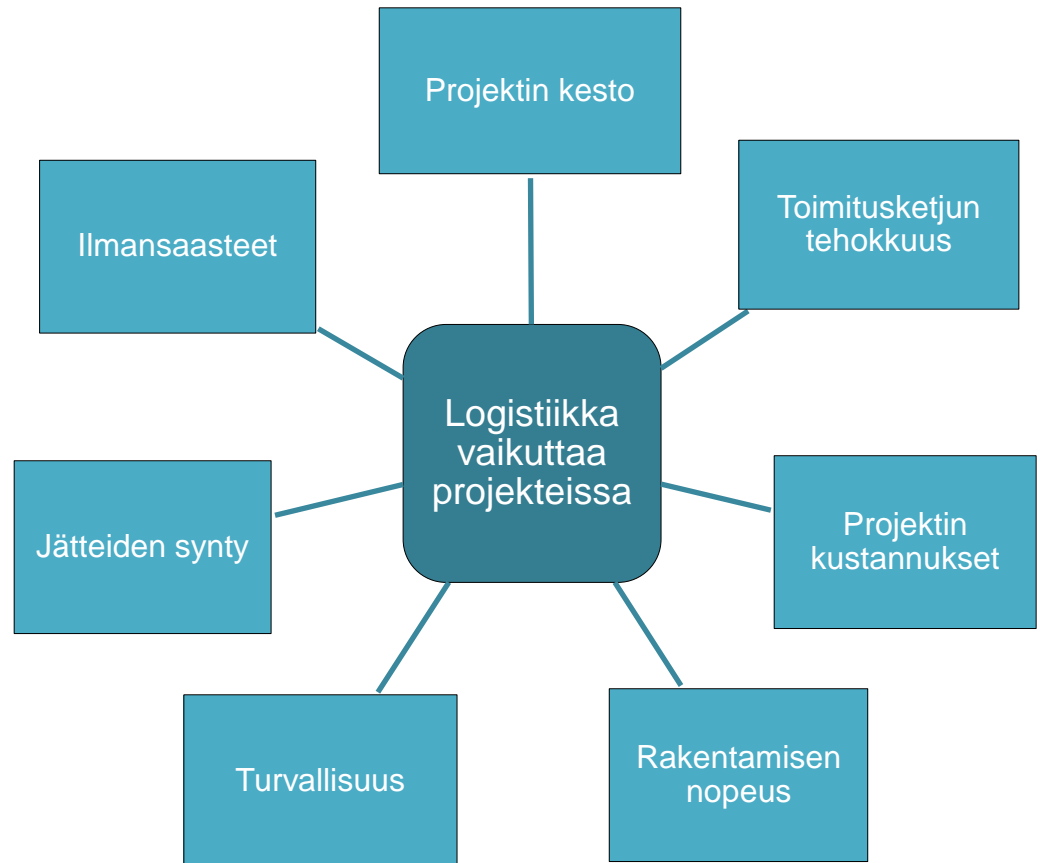 Projektin kesto
Toimitusketjun
tehokkuus
Ilmansaasteet
Logistiikka
vaikuttaa
projekteissa
Projektin
kustannukset
Jätteiden synty
Rakentamisen
nopeus
Turvallisuus